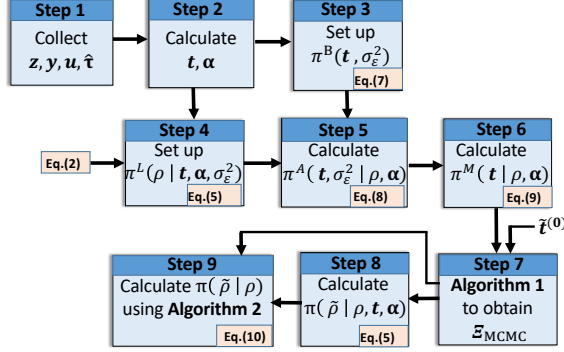 Step 1
Collect
z, y, u, τ̂
Step 2
Calculate
t, α
Step 3
Set up
π^B(t , σ_ε^2)
Eq.(7)
Eq.(2)
Step 4
Set up
π^L(ρ | t, α, σ_ε^2)
Eq.(5)
Step 5
Calculate
π^A( t, σ_ε^2 | ρ, α)
Eq.(8)
Step 6
Calculate
π^M( t | ρ, α)
Eq.(9)
t̃^(0)
Step 7
Algorithm 1
to obtain
Ξ_MCMC
Step 8
Calculate
π( ρ̃ | ρ, t, α)
Eq.(5)
Step 9
Calculate π( ρ̃ | ρ)
using Algorithm 2
Eq.(10)